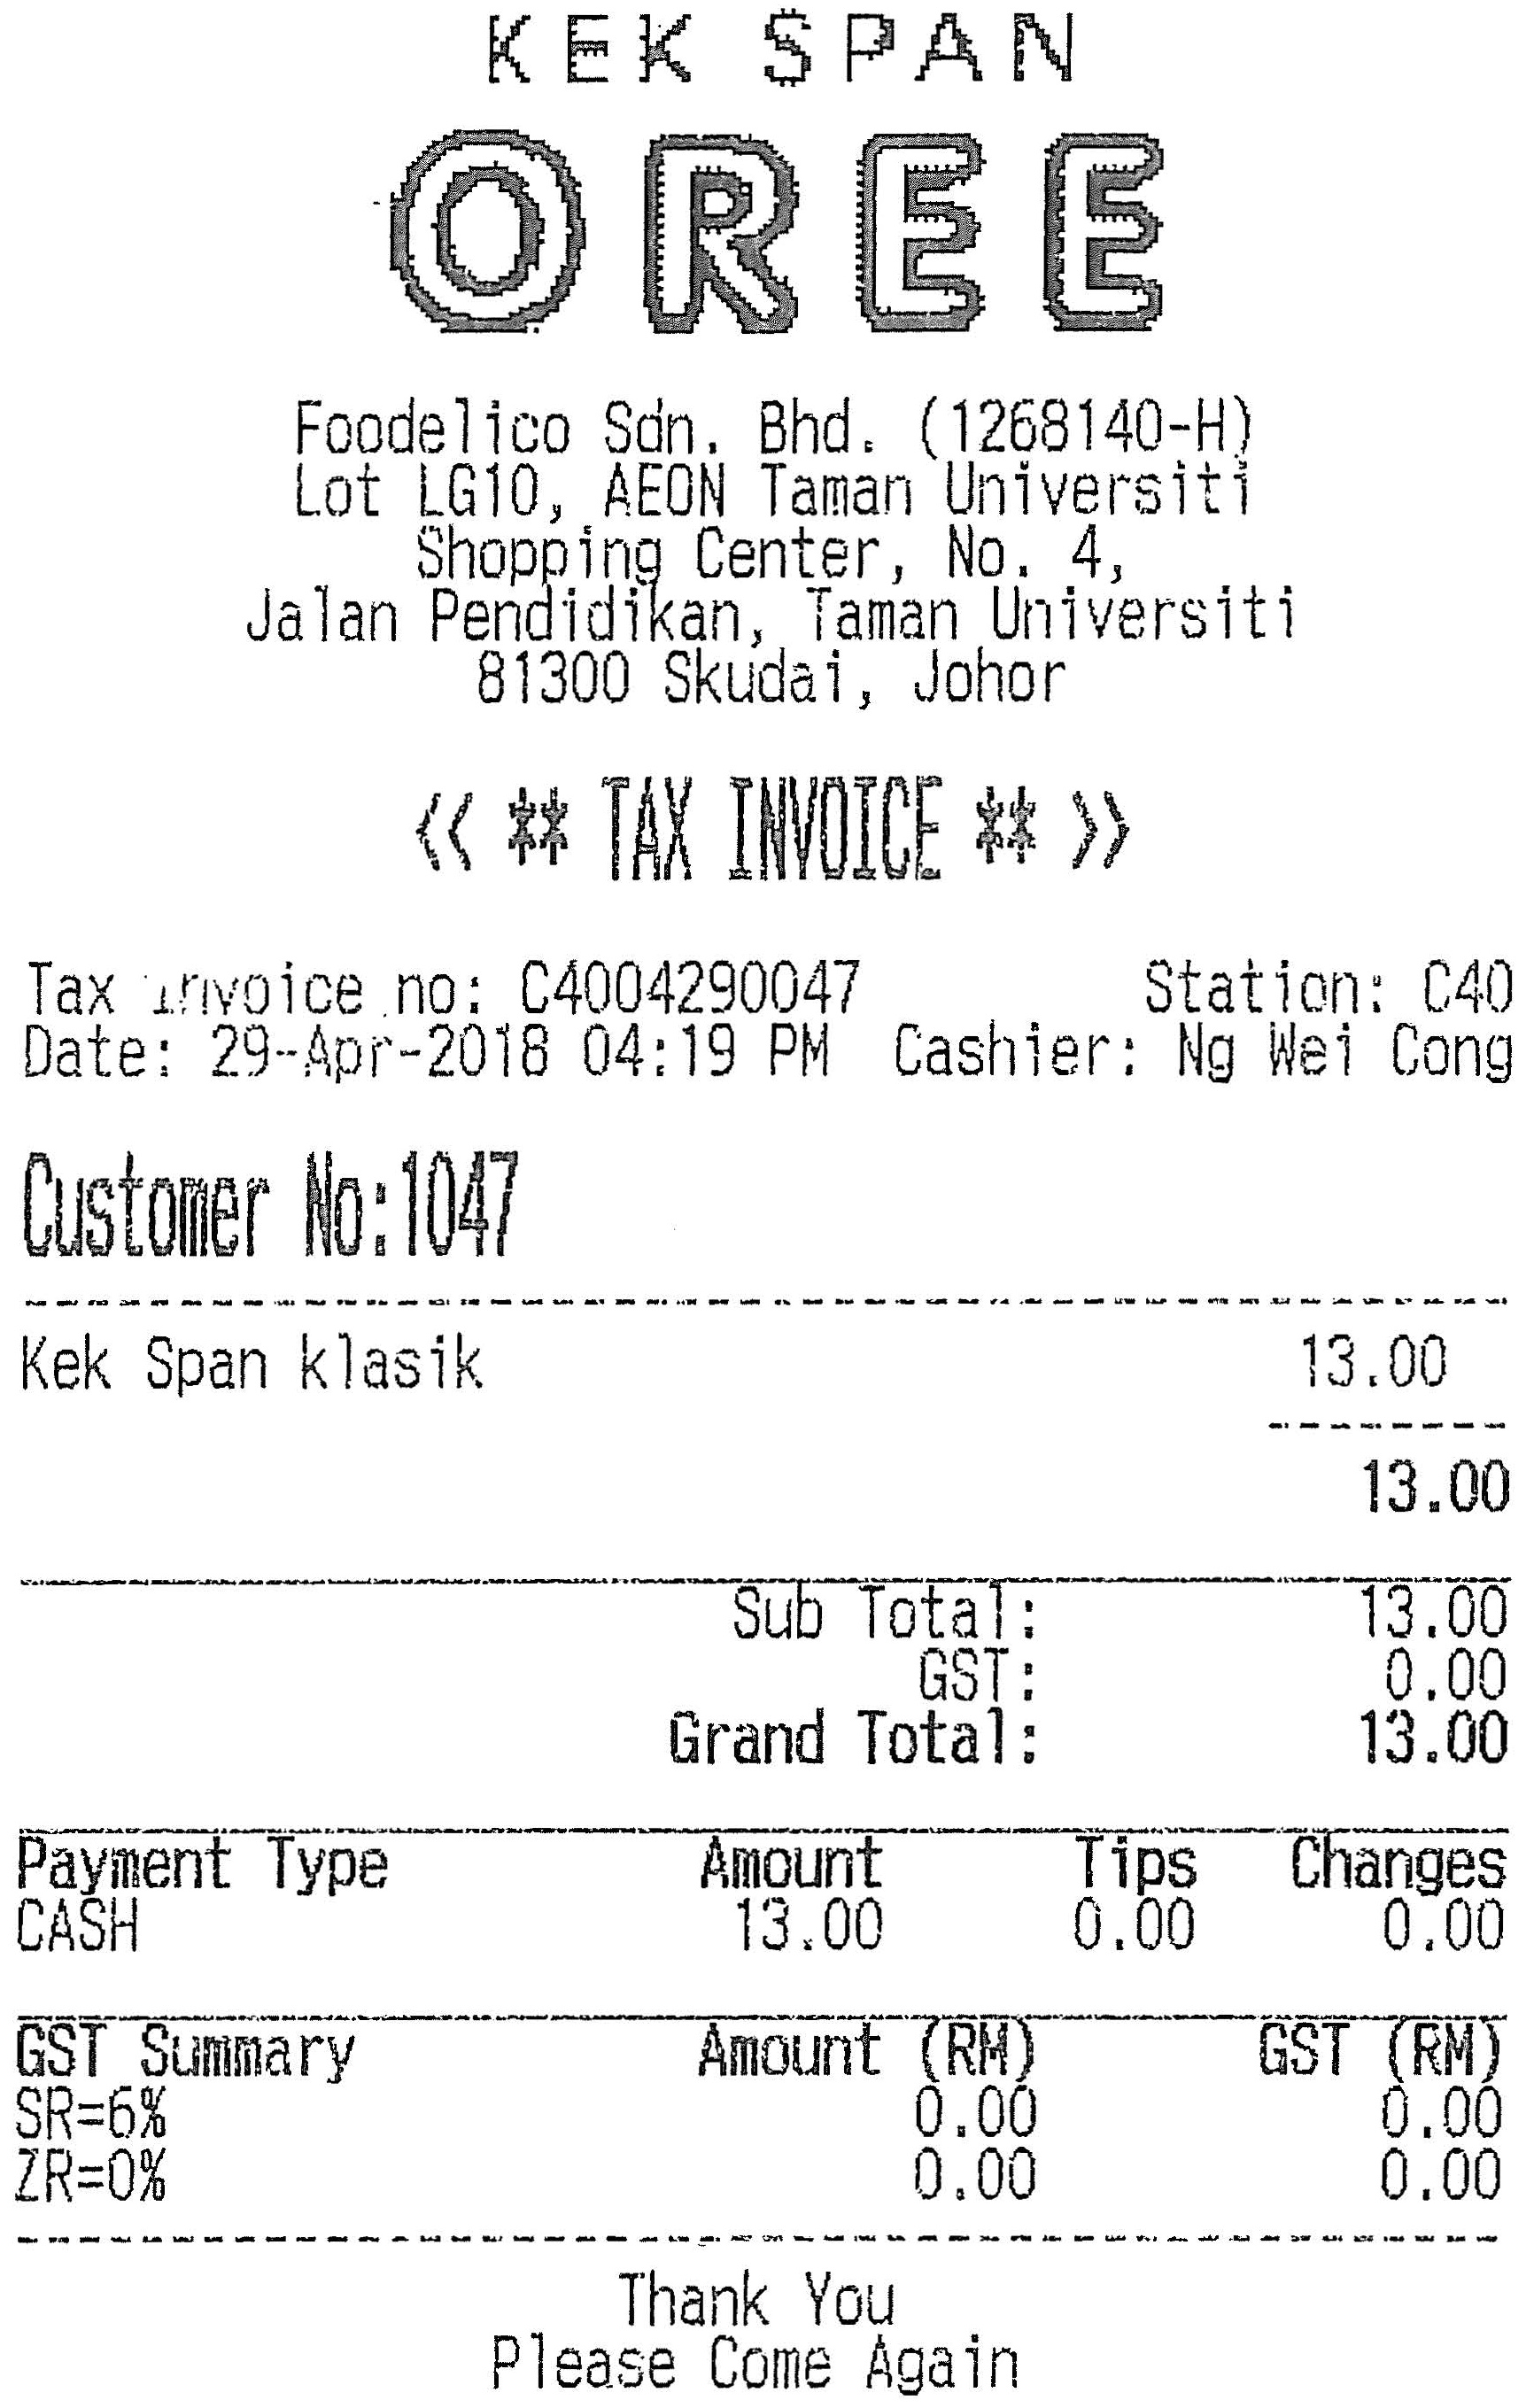 KEK SPAN
OREE
Foodelico Sdn. Bhd. (1268140-H)
Lot LG10, AEON Taman Universiti
Shopping Center, No. 4,
Jalan Pendidikan, Taman Universiti
81300 Skudai, Johor
<< ** TAX INVOICE ** >>
Tax Invoice no: C4004290047 Station: C40
Date: 29-Apr-2018 04:19 PM Cashier: Ng Wei Cong
Customer No:1047
Kek Span klasik 13.00
13.00
Sub Total: 13.00
GST: 0.00
Grand Total: 13.00
Payment Type Amount Tips Changes
CASH 13.00 0.00 0.00
GST Summary Amount (RM) GST (RM)
SR=6% 0.00 0.00
ZR=0% 0.00 0.00
Thank You
Please Come Again